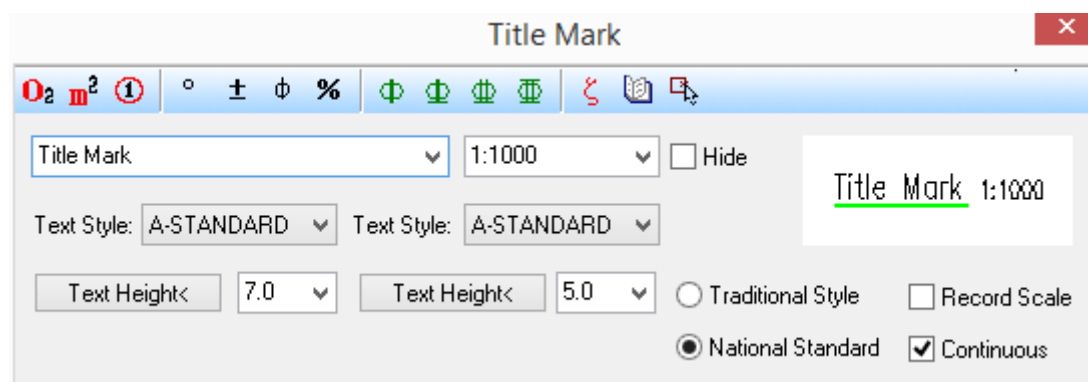 Title Mark
O₂ m² ① ° ± ϕ %
ζ
Title Mark 1:1000 Hide
Title Mark 1:1000
Text Style: A-STANDARD Text Style: A-STANDARD
Text Height< 7.0 Text Height< 5.0 Traditional Style Record Scale
National Standard Continuous